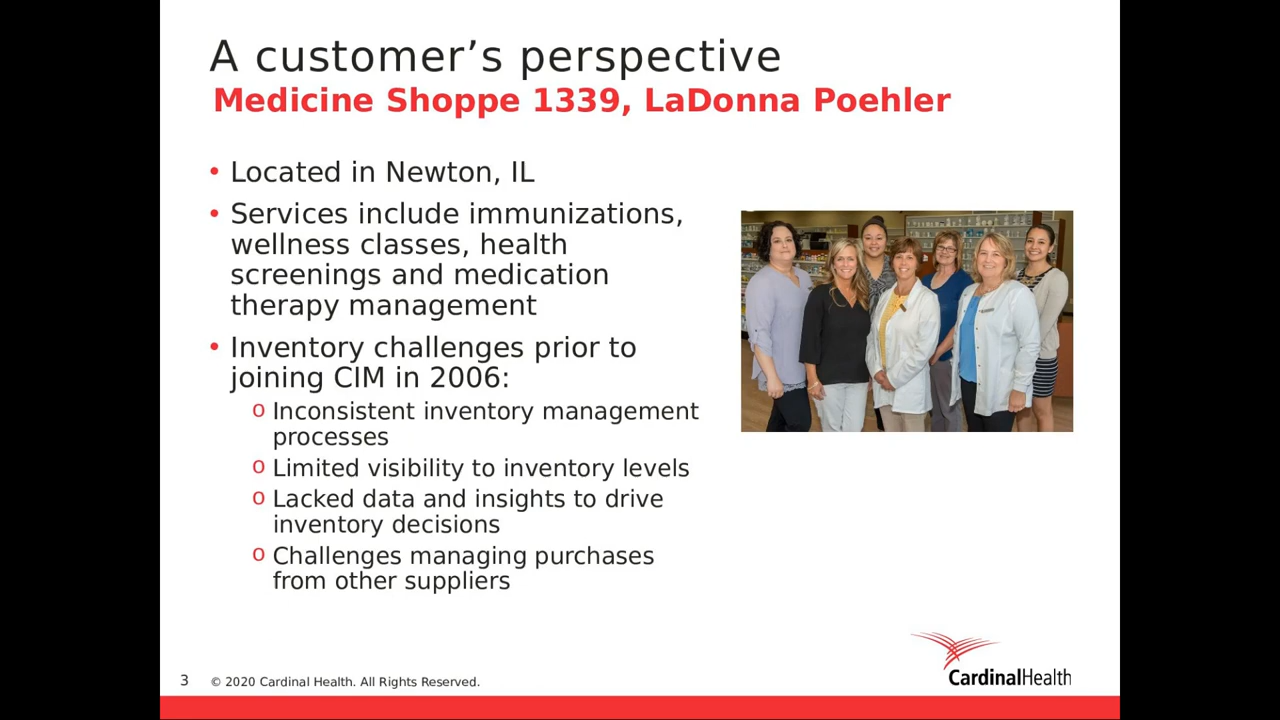 A customer’s perspective
Medicine Shoppe 1339, LaDonna Poehler
• Located in Newton, IL
• Services include immunizations,
wellness classes, health
screenings and medication
therapy management
• Inventory challenges prior to
joining CIM in 2006:
o Inconsistent inventory management
processes
o Limited visibility to inventory levels
o Lacked data and insights to drive
inventory decisions
o Challenges managing purchases
from other suppliers
CardinalHealth
3 © 2020 Cardinal Health. All Rights Reserved.